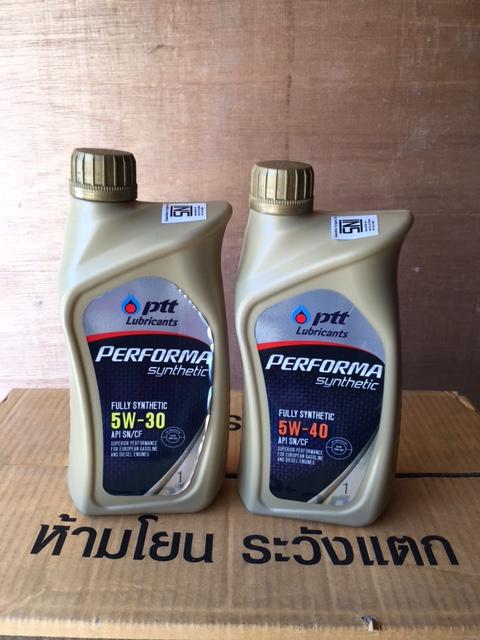 ptt
Lubricants
PERFORMA
synthetic
FULLY SYNTHETIC
5W-30
API SN/CF
SUPERIOR PERFORMANCE
FOR EUROPEAN GASOLINE
AND DIESEL ENGINES
1
ptt
Lubricants
PERFORMA
synthetic
FULLY SYNTHETIC
5W-40
API SN/CF
SUPERIOR PERFORMANCE
FOR EUROPEAN GASOLINE
AND DIESEL ENGINES
1
ห้ามโยน ระวังแตก